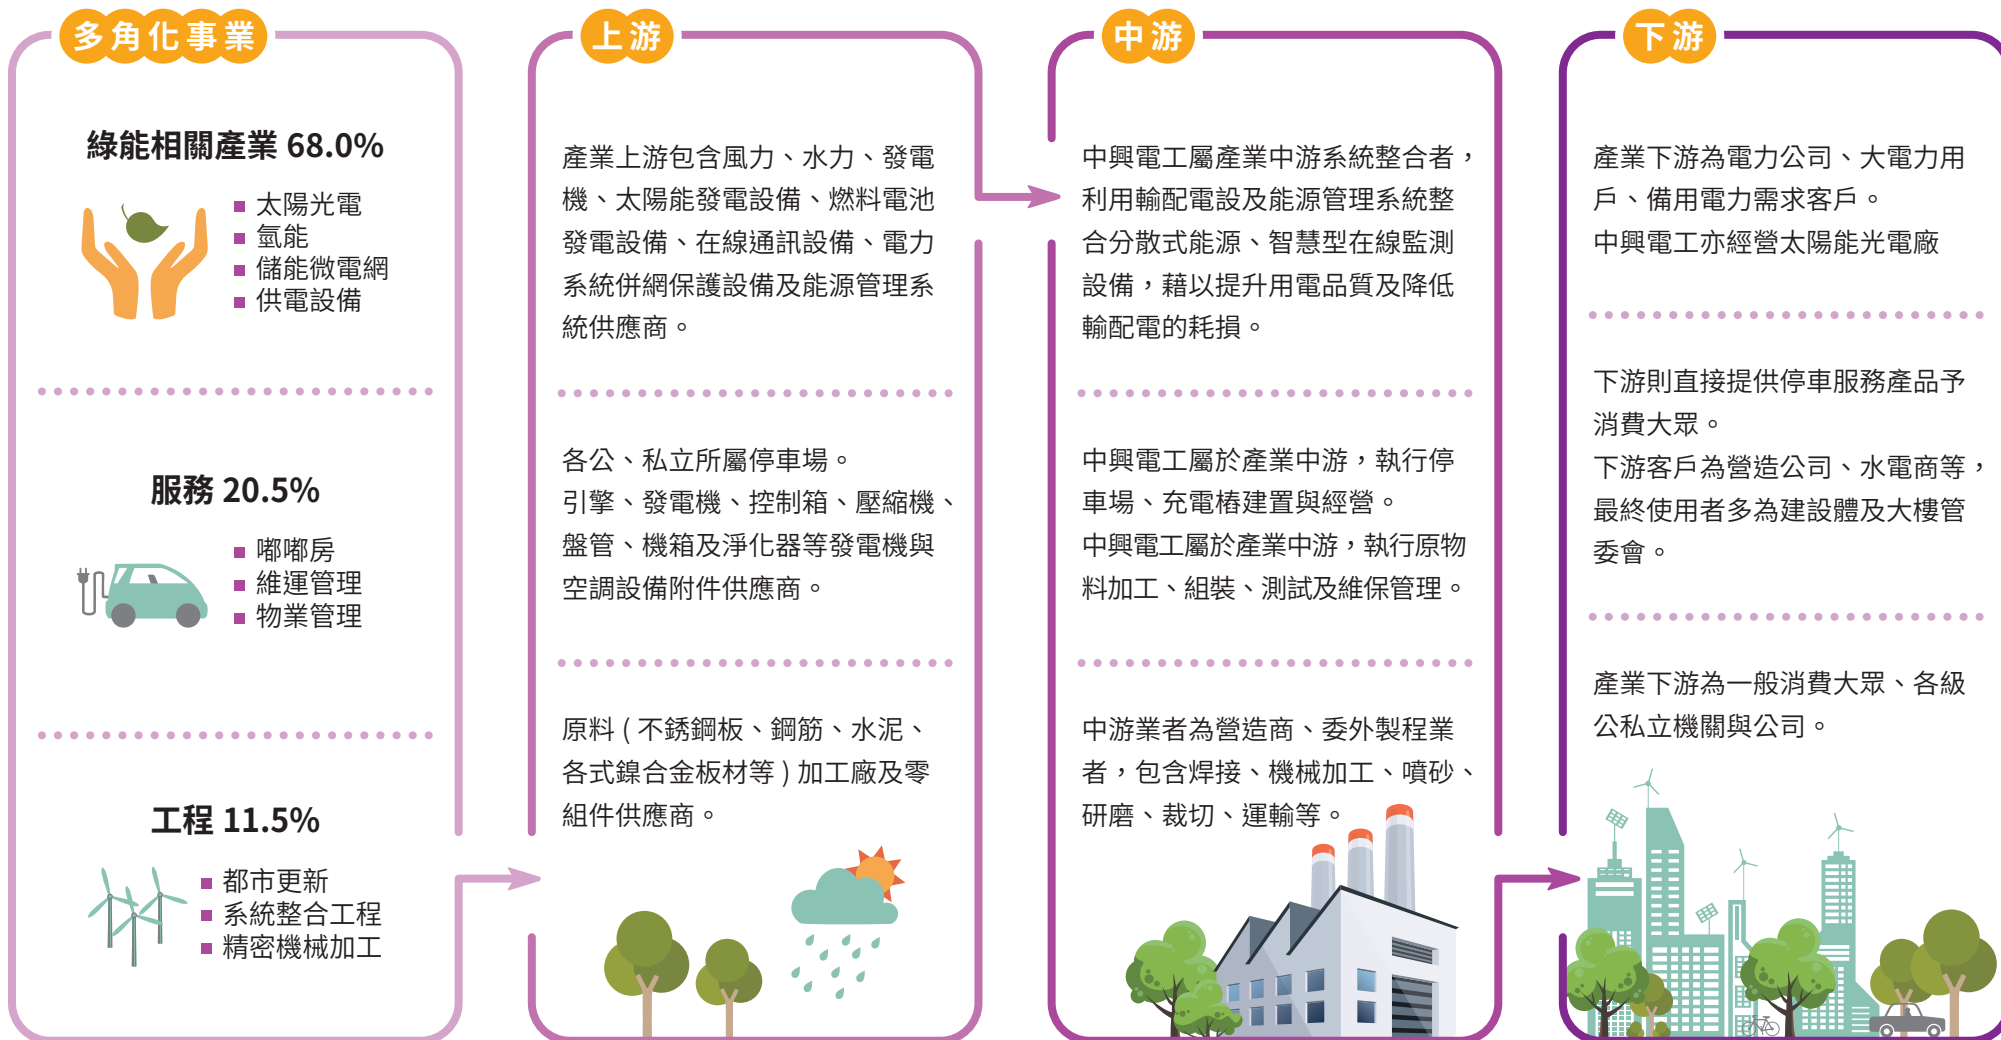 多角化事業
綠能相關產業 68.0%
太陽光電
氫能
儲能微電網
供電設備
服務 20.5%
嘟嘟房
維運管理
物業管理
工程 11.5%
都市更新
系統整合工程
精密機械加工
上游
產業上游包含風力、水力、發電
機、太陽能發電設備、燃料電池
發電設備、在線通訊設備、電力
系統併網保護設備及能源管理系
統供應商。
各公、私立所屬停車場。
引擎、發電機、控制箱、壓縮機、
盤管、機箱及淨化器等發電機與
空調設備附件供應商。
原料 ( 不銹鋼板、鋼筋、水泥、
各式鎳合金板材等 ) 加工廠及零
組件供應商。
中游
中興電工屬產業中游系統整合者，
利用輸配電設及能源管理系統整
合分散式能源、智慧型在線監測
設備，藉以提升用電品質及降低
輸配電的耗損。
中興電工屬於產業中游，執行停
車場、充電樁建置與經營。
中興電工屬於產業中游，執行原物
料加工、組裝、測試及維保管理。
中游業者為營造商、委外製程業
者，包含焊接、機械加工、噴砂、
研磨、裁切、運輸等。
下游
產業下游為電力公司、大電力用
戶、備用電力需求客戶。
中興電工亦經營太陽能光電廠
下游則直接提供停車服務產品予
消費大眾。
下游客戶為營造公司、水電商等，
最終使用者多為建設體及大樓管
委會。
產業下游為一般消費大眾、各級
公私立機關與公司。